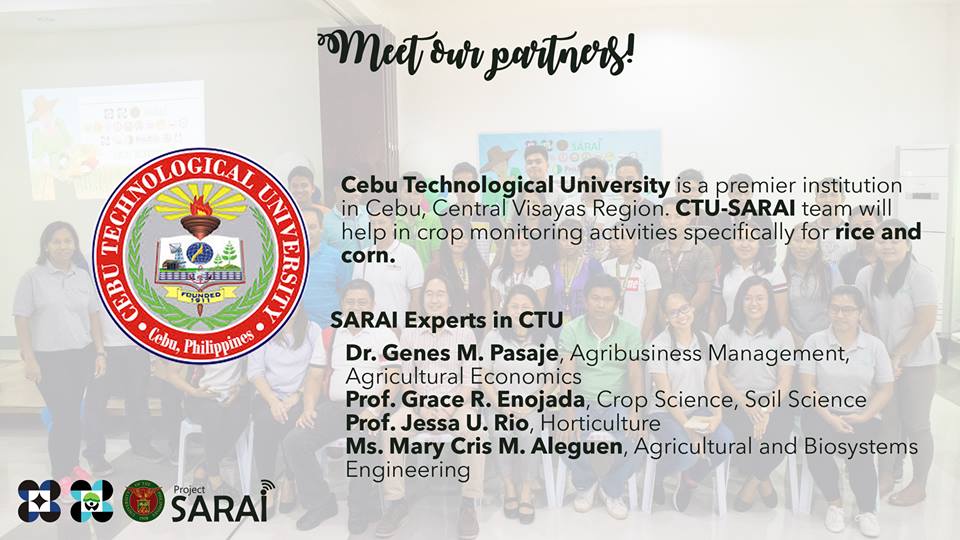 Meet our partners!
SARAI
SARAI
CEBU TECHNOLOGICAL UNIVERSITY
FOUNDED
1911
Cebu, Philippines
Cebu Technological University is a premier institution
in Cebu, Central Visayas Region. CTU-SARAI team will
help in crop monitoring activities specifically for rice and
corn.
SARAI Experts in CTU
Dr. Genes M. Pasaje, Agribusiness Management,
Agricultural Economics
Prof. Grace R. Enojada, Crop Science, Soil Science
Prof. Jessa U. Rio, Horticulture
Ms. Mary Cris M. Aleguen, Agricultural and Biosystems
Engineering
Project
SARAI